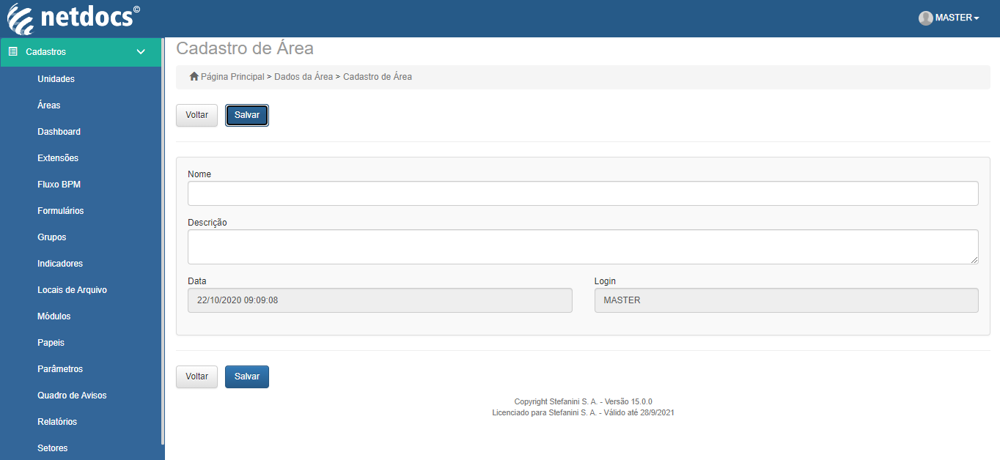 netdocs©
MASTER
Cadastros
Unidades
Áreas
Dashboard
Extensões
Fluxo BPM
Formulários
Grupos
Indicadores
Locais de Arquivo
Módulos
Papeis
Parâmetros
Quadro de Avisos
Relatórios
Setores
Cadastro de Área
Página Principal > Dados da Área > Cadastro de Área
Voltar Salvar
Nome
Descrição
Data Login
22/10/2020 09:09:08 MASTER
Voltar Salvar
Copyright Stefanini S. A. - Versão 15.0.0
Licenciado para Stefanini S. A. - Válido até 28/9/2021